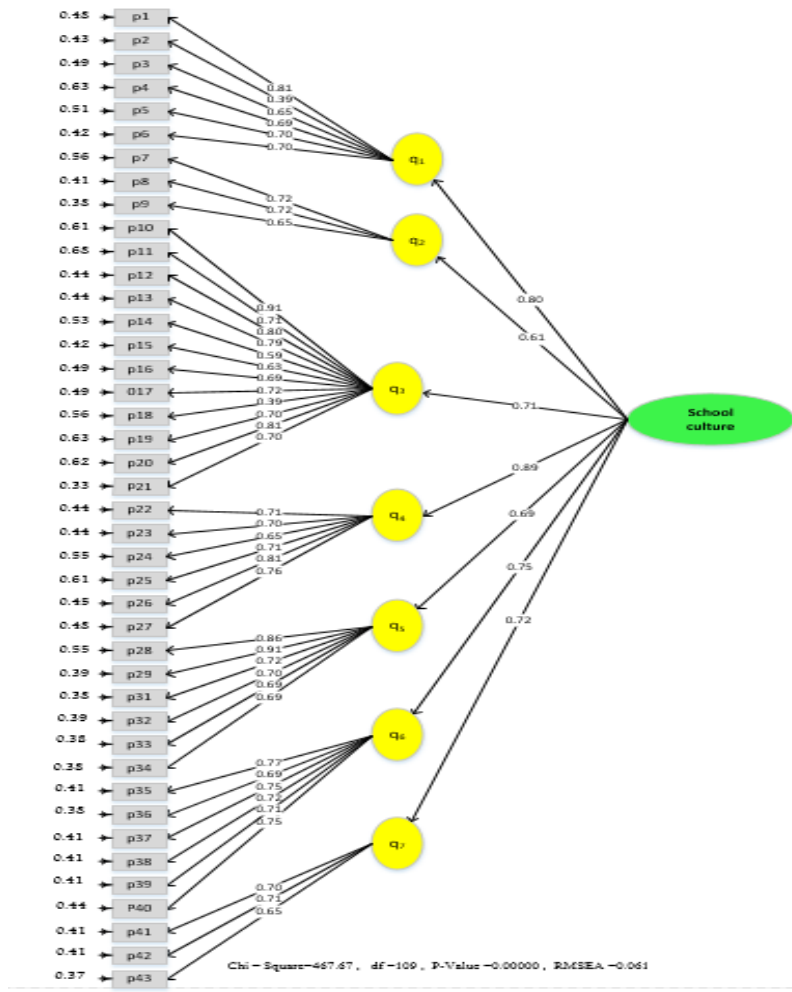 0.45 p1
0.43 p2
0.49 p3
0.63 p4
0.51 p5
0.42 p6
0.56 p7
0.41 p8
0.38 p9
0.61 p10
0.65 p11
0.44 p12
0.44 p13
0.53 p14
0.42 p15
0.49 p16
0.49 017
0.56 p18
0.63 p19
0.62 p20
0.33 p21
0.44 p22
0.44 p23
0.55 p24
0.61 p25
0.45 p26
0.45 p27
0.55 p28
0.39 p29
0.38 p31
0.39 p32
0.38 p33
0.38 p34
0.41 p35
0.38 p36
0.41 p37
0.41 p38
0.41 p39
0.44 P40
0.41 p41
0.41 p42
0.37 p43
0.81
0.39
0.65
0.69
0.70
0.70
q₁
0.72
0.72
0.65
q₂
0.91
0.71
0.80
0.79
0.59
0.63
0.69
0.72
0.39
0.70
0.81
0.70
q₃
0.71
0.70
0.65
0.71
0.81
0.76
q₄
0.86
0.91
0.72
0.70
0.69
0.69
q₅
0.77
0.69
0.75
0.72
0.71
0.75
q₆
0.70
0.71
0.65
q₇
0.80
0.61
0.71
0.89
0.69
0.75
0.72
School
culture
Chi – Square=467.67 , df =109 , P-Value =0.00000 , RMSEA =0.061